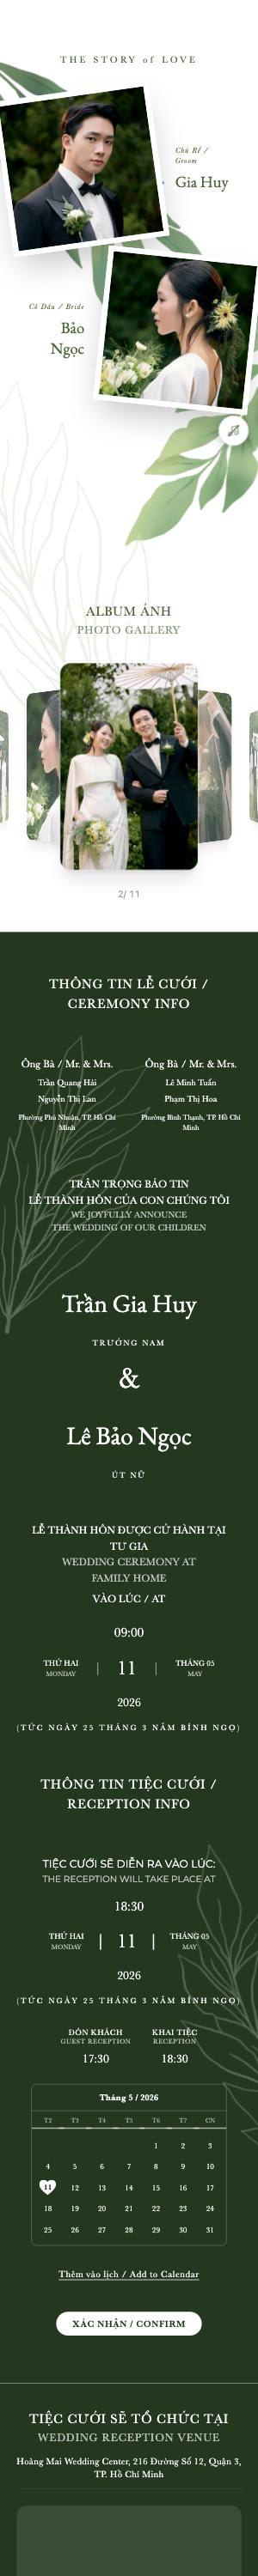 THE STORY of LOVE
Chú Rể /
Groom
Gia Huy
Cô Dâu / Bride
Bảo
Ngọc
ALBUM ẢNH
PHOTO GALLERY
2/ 11
THÔNG TIN LỄ CƯỚI /
CEREMONY INFO
Ông Bà / Mr. & Mrs.
Trần Quang Hải
Nguyễn Thị Lan
Phường Phú Nhuận, TP. Hồ Chí
Minh
Ông Bà / Mr. & Mrs.
Lê Minh Tuấn
Phạm Thị Hoa
Phường Bình Thạnh, TP. Hồ Chí
Minh
TRÂN TRỌNG BÁO TIN
LỄ THÀNH HÔN CỦA CON CHÚNG TÔI
WE JOYFULLY ANNOUNCE
THE WEDDING OF OUR CHILDREN
Trần Gia Huy
TRƯỞNG NAM
&
Lê Bảo Ngọc
ÚT NỮ
LỄ THÀNH HÔN ĐƯỢC CỬ HÀNH TẠI
TƯ GIA
WEDDING CEREMONY AT
FAMILY HOME
VÀO LÚC / AT
09:00
THỨ HAI
MONDAY
11
THÁNG 05
MAY
2026
(TỨC NGÀY 25 THÁNG 3 NĂM BÍNH NGỌ)
THÔNG TIN TIỆC CƯỚI /
RECEPTION INFO
TIỆC CƯỚI SẼ DIỄN RA VÀO LÚC:
THE RECEPTION WILL TAKE PLACE AT
18:30
THỨ HAI
MONDAY
11
THÁNG 05
MAY
2026
(TỨC NGÀY 25 THÁNG 3 NĂM BÍNH NGỌ)
ĐÓN KHÁCH
GUEST RECEPTION
17:30
KHAI TIỆC
RECEPTION
18:30
Tháng 5 / 2026
T2 T3 T4 T5 T6 T7 CN
1 2 3
4 5 6 7 8 9 10
11 12 13 14 15 16 17
18 19 20 21 22 23 24
25 26 27 28 29 30 31
Thêm vào lịch / Add to Calendar
XÁC NHẬN / CONFIRM
TIỆC CƯỚI SẼ TỔ CHỨC TẠI
WEDDING RECEPTION VENUE
Hoàng Mai Wedding Center, 216 Đường Số 12, Quận 3,
TP. Hồ Chí Minh